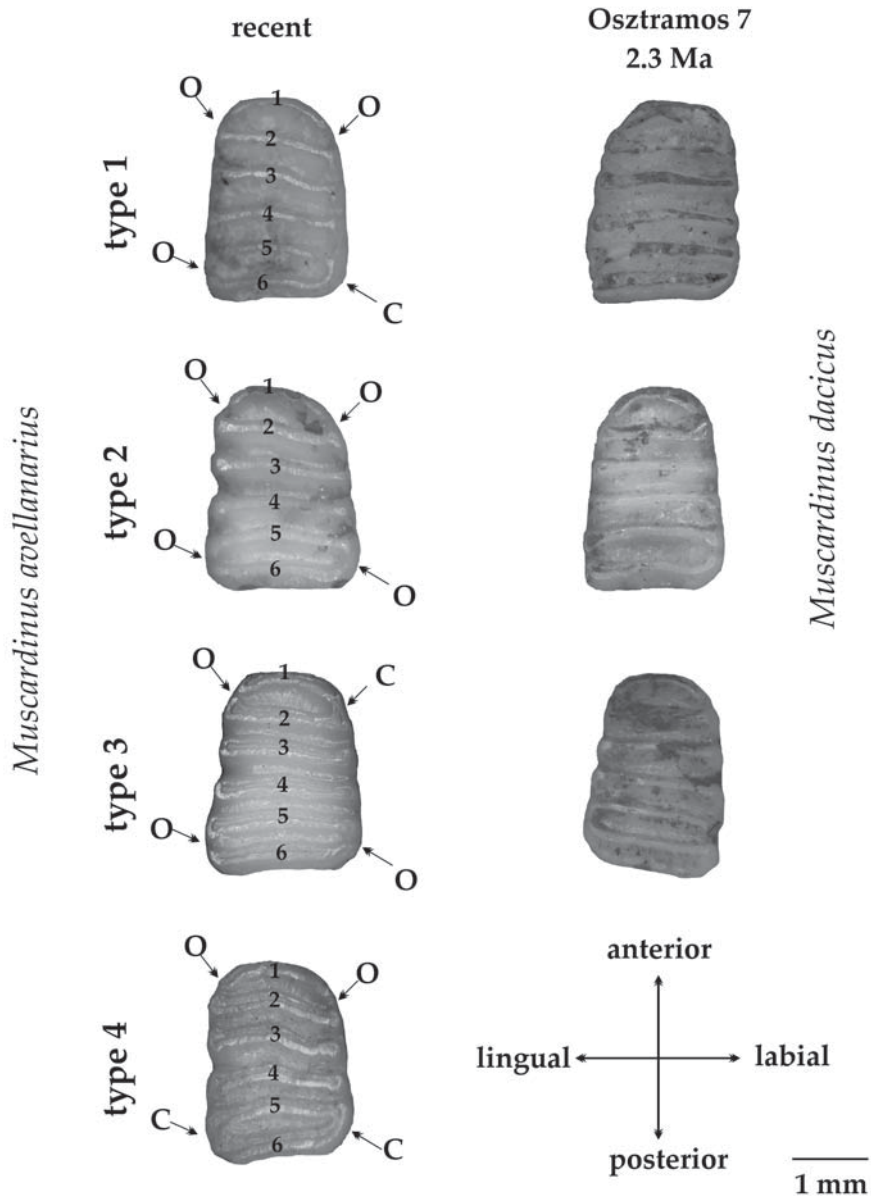 recent
Osztramos 7
2.3 Ma
Muscardinus avellanarius
Muscardinus dacicus
type 1
O
O
1
2
3
4
5
6
O
C
type 2
O
O
1
2
3
4
5
6
O
O
type 3
O
C
1
2
3
4
5
6
O
O
type 4
O
O
1
2
3
4
5
6
C
C
anterior
lingual
labial
posterior
1 mm